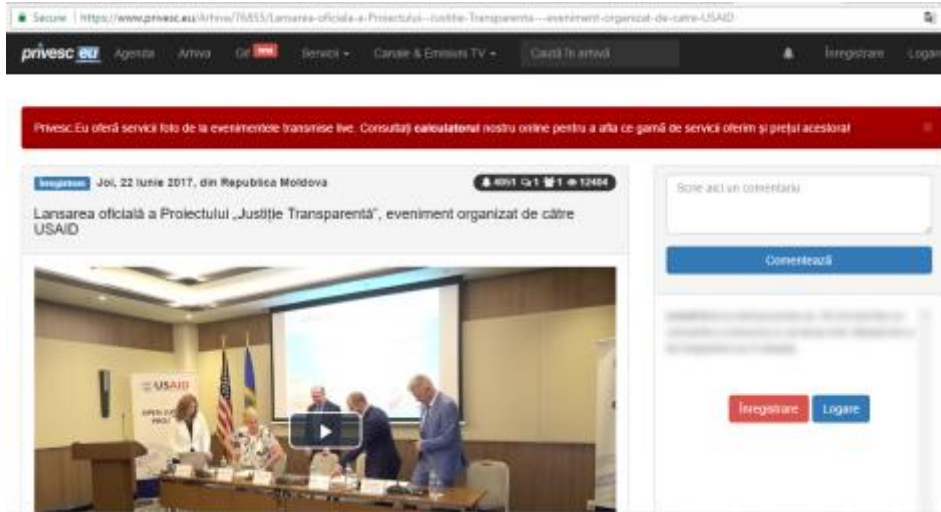 Secure | https://www.privesc.eu/Arhiva/76855/Lansarea-oficiala-a-Proiectului--Justitie-Transparenta---eveniment-organizat-de-catre-USAID
privesc eu Agenda Arhiva Servicii Canale & Emisiuni TV Caută în arhivă Înregistrare Logare
Privesc.Eu oferă servicii foto de la evenimentele transmise live. Consultați calculatorul nostru online pentru a afla ce gamă de servicii oferim și prețul acestora!
Înregistrare Joi, 22 Iunie 2017, din Republica Moldova 4051 1 1 12404
Lansarea oficială a Proiectului „Justiție Transparentă", eveniment organizat de către
USAID
Scrie aici un comentariu
Comentează
Înregistrare Logare
USAID